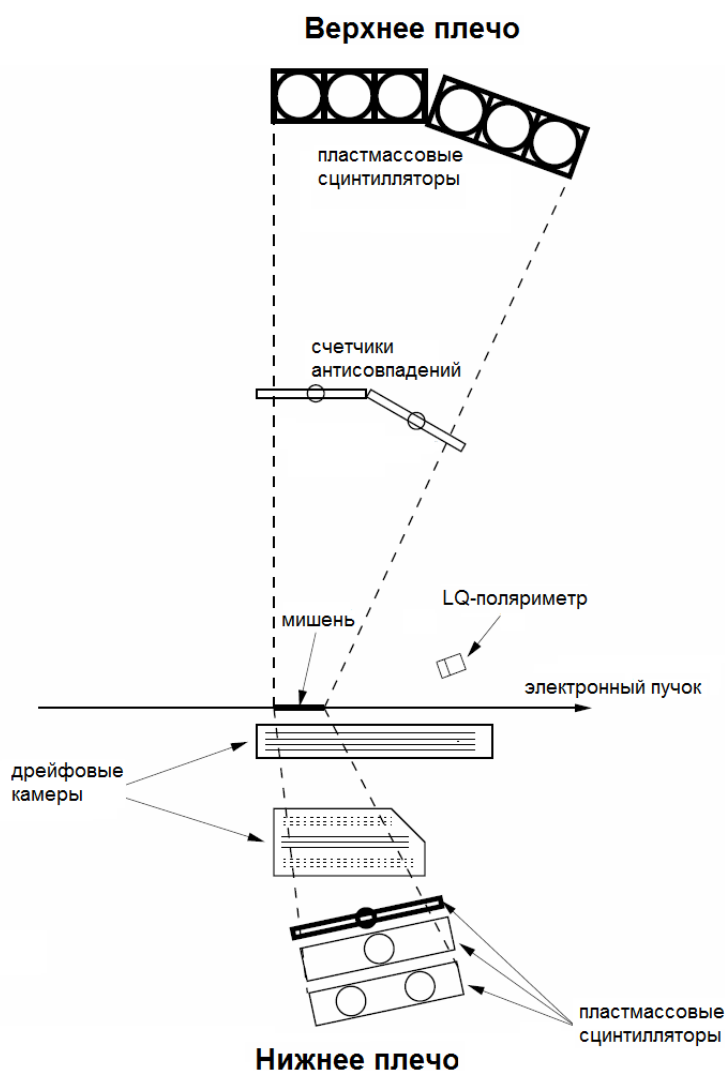 Верхнее плечо
пластмассовые
сцинтилляторы
счетчики
антисовпадений
LQ-поляриметр
мишень
электронный пучок
дрейфовые
камеры
пластмассовые
сцинтилляторы
Нижнее плечо